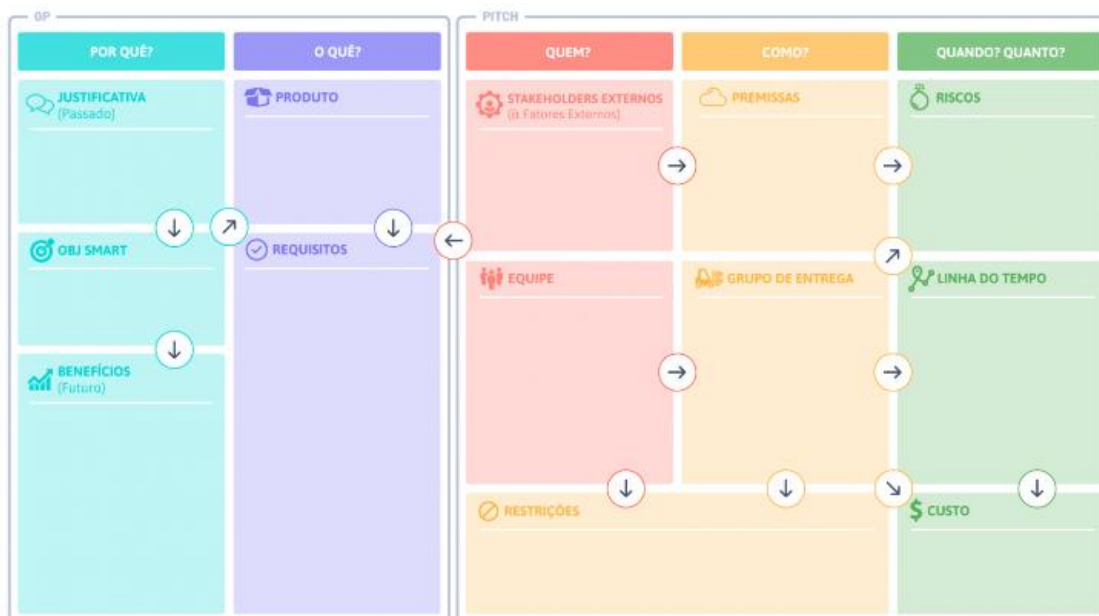 GP
PITCH
POR QUÊ?
O QUÊ?
QUEM?
COMO?
QUANDO? QUANTO?
JUSTIFICATIVA
(Passado)
OBJ SMART
BENEFÍCIOS
(Futuro)
PRODUTO
REQUISITOS
STAKEHOLDERS EXTERNOS
(& Fatores Externos)
EQUIPE
PREMISSAS
GRUPO DE ENTREGA
RESTRIÇÕES
RISCOS
LINHA DO TEMPO
$ CUSTO